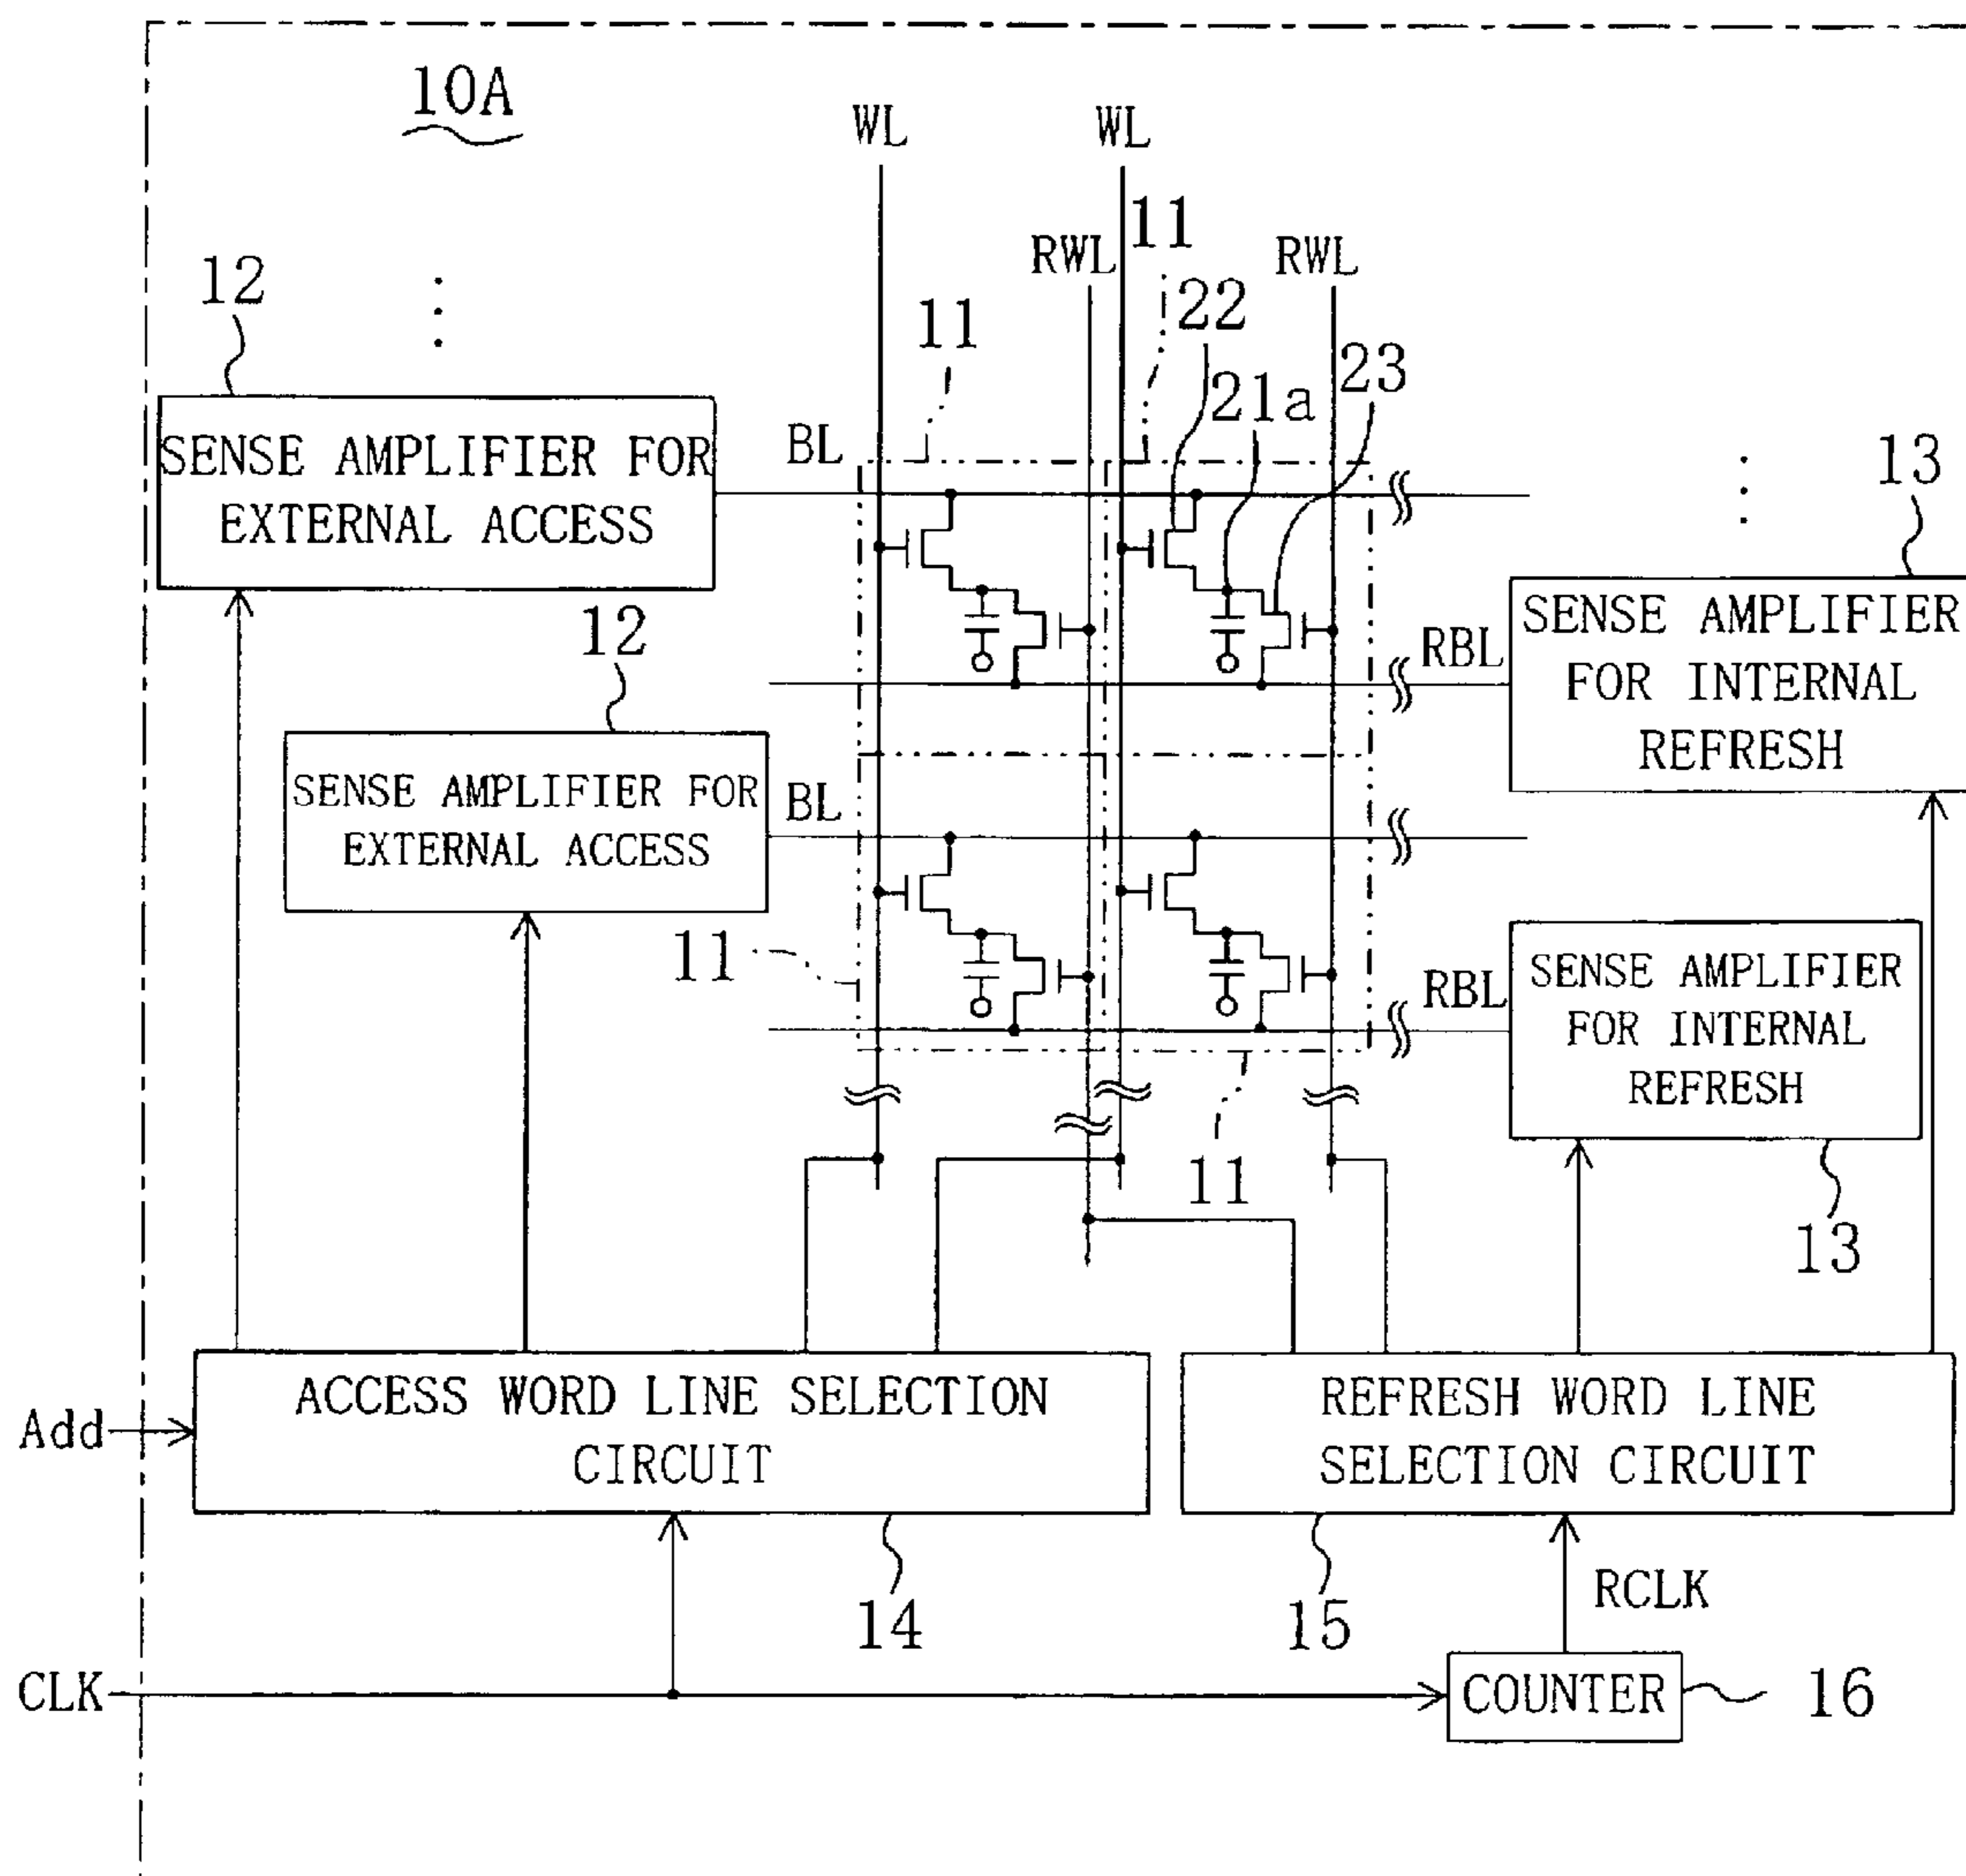 10A
WL
WL
11
RWL
RWL
12
11
22
23
21a
SENSE AMPLIFIER FOR
EXTERNAL ACCESS
BL
13
SENSE AMPLIFIER
FOR INTERNAL
REFRESH
RBL
12
SENSE AMPLIFIER FOR
EXTERNAL ACCESS
BL
11
RBL
SENSE AMPLIFIER
FOR INTERNAL
REFRESH
11
13
ACCESS WORD LINE SELECTION
CIRCUIT
REFRESH WORD LINE
SELECTION CIRCUIT
Add
14
15
RCLK
CLK
COUNTER
16